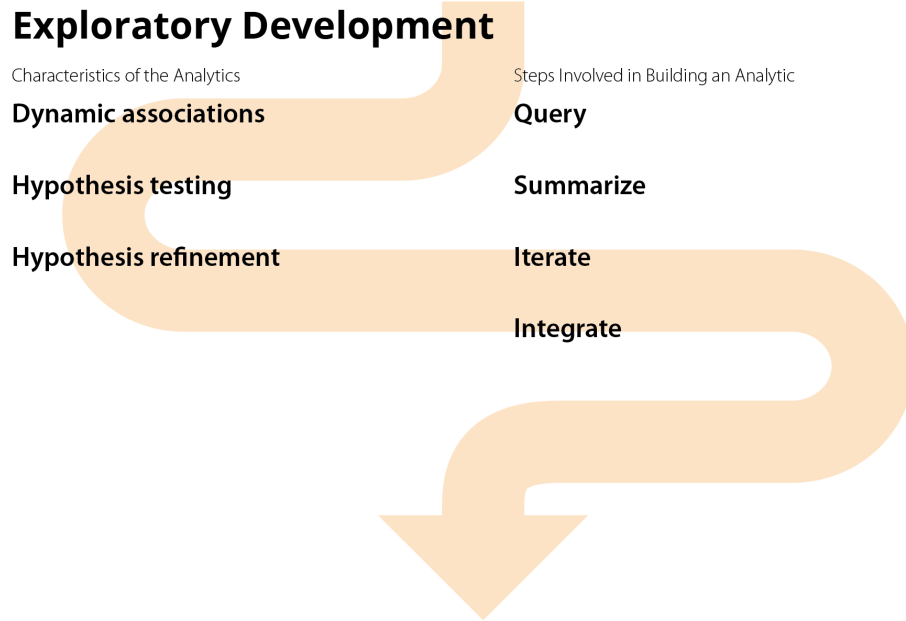 Exploratory Development
Characteristics of the Analytics
Dynamic associations
Hypothesis testing
Hypothesis refinement
Steps Involved in Building an Analytic
Query
Summarize
Iterate
Integrate